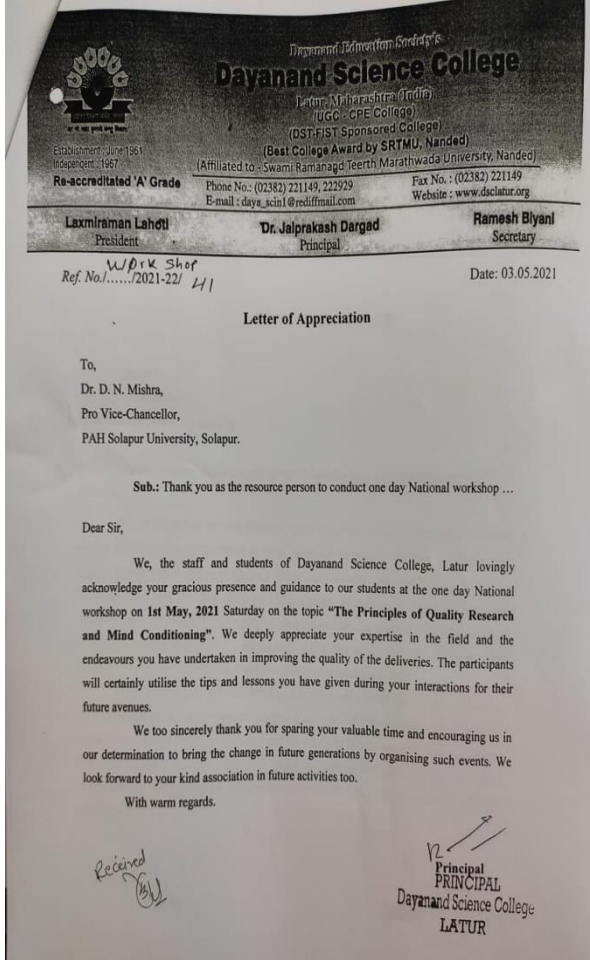 Dayanand Education Society's
Dayanand Science College
Latur, Maharashtra (India)
(UGC - CPE College)
(DST-FIST Sponsored College)
(Best College Award by SRTMU, Nanded)
(Affiliated to - Swami Ramanand Teerth Marathwada University, Nanded)
Establishment : June 1961
Independent : 1967
Re-accreditated 'A' Grade
Phone No.: (02382) 221149, 222929
Fax No. : (02382) 221149
E-mail : daya_scin1@rediffmail.com
Website : www.dsclatur.org
Laxmiraman Lahoti
President
Dr. Jaiprakash Dargad
Principal
Ramesh Biyani
Secretary
Work Shop
Ref. No./....../2021-22/ 41
Date: 03.05.2021
Letter of Appreciation
To,
Dr. D. N. Mishra,
Pro Vice-Chancellor,
PAH Solapur University, Solapur.
Sub.: Thank you as the resource person to conduct one day National workshop …
Dear Sir,
We, the staff and students of Dayanand Science College, Latur lovingly
acknowledge your gracious presence and guidance to our students at the one day National
workshop on 1st May, 2021 Saturday on the topic “The Principles of Quality Research
and Mind Conditioning”. We deeply appreciate your expertise in the field and the
endeavours you have undertaken in improving the quality of the deliveries. The participants
will certainly utilise the tips and lessons you have given during your interactions for their
future avenues.
We too sincerely thank you for sparing your valuable time and encouraging us in
our determination to bring the change in future generations by organising such events. We
look forward to your kind association in future activities too.
With warm regards.
Received
Principal
PRINCIPAL
Dayanand Science College
LATUR